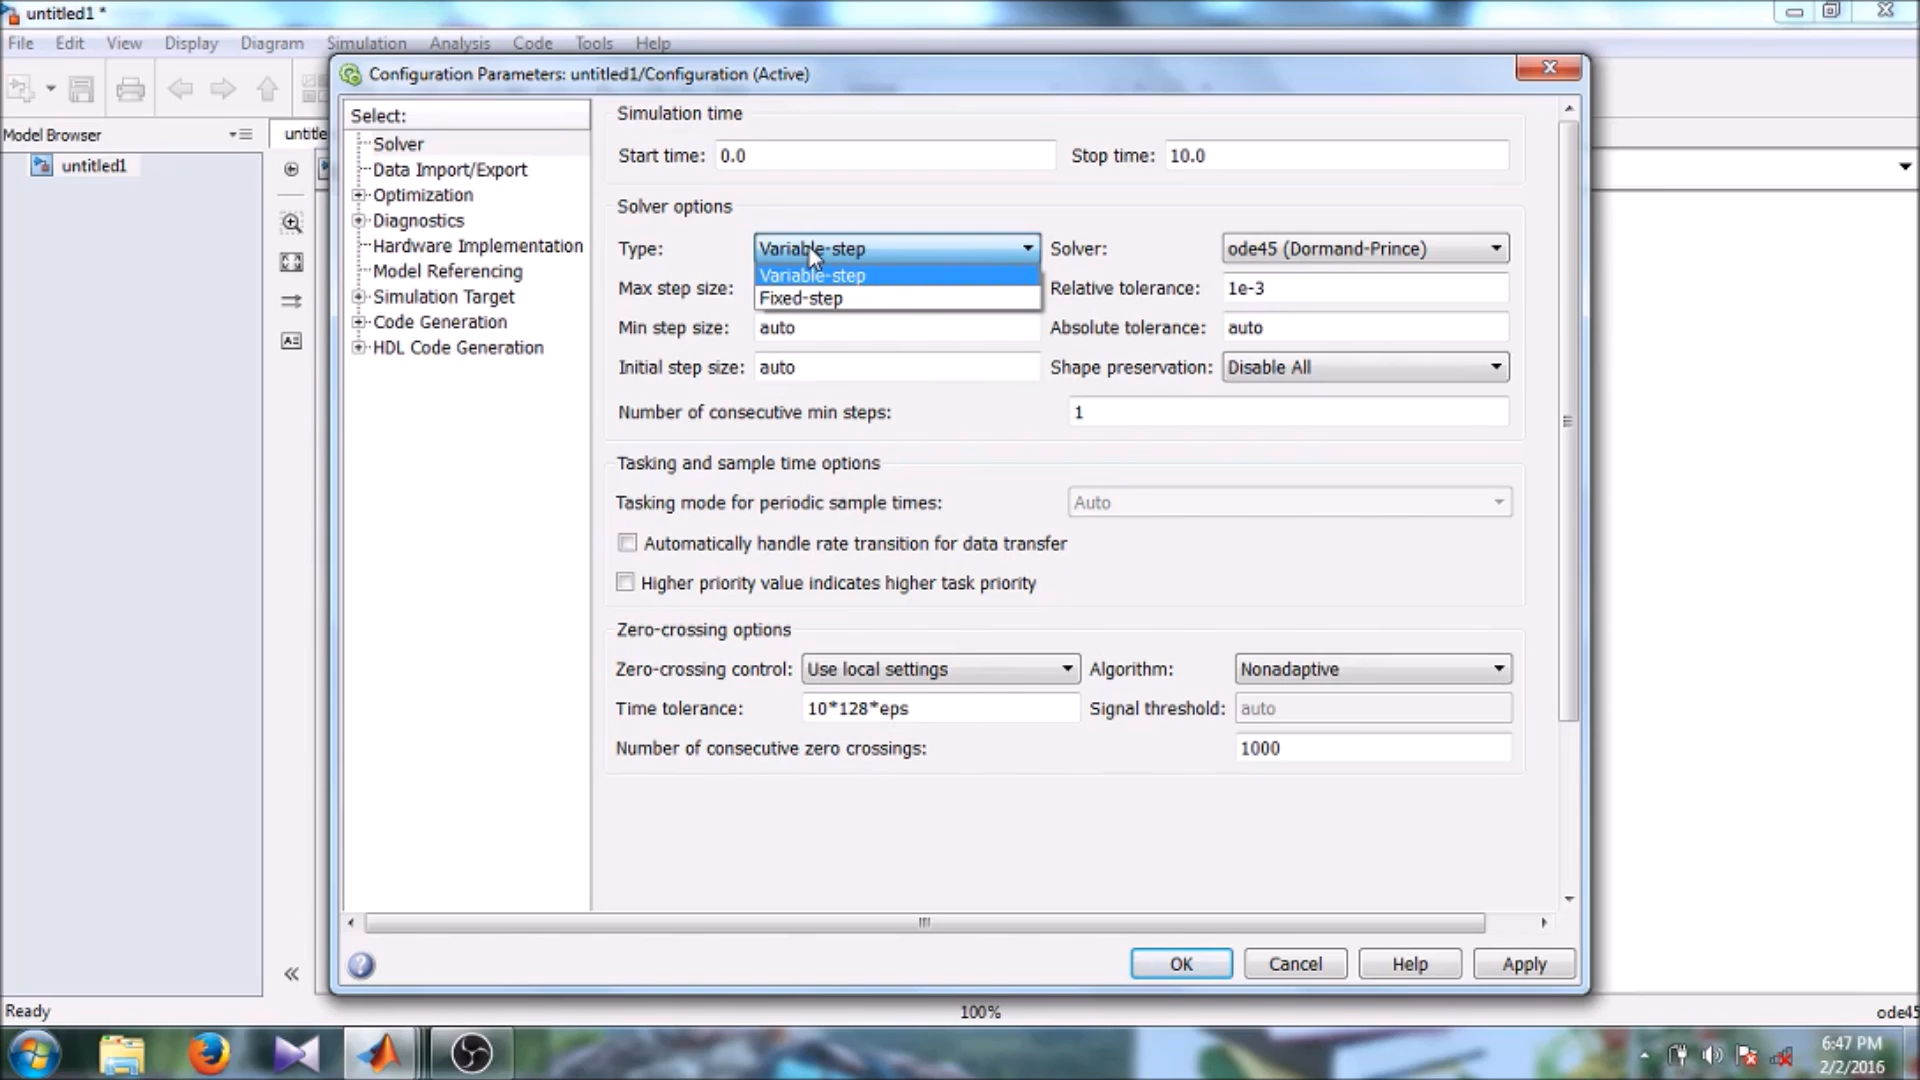 untitled1 *
File Edit View Display Diagram Simulation Analysis Code Tools Help
Configuration Parameters: untitled1/Configuration (Active)
Model Browser
untitled1
Select:
Solver
Data Import/Export
Optimization
Diagnostics
Hardware Implementation
Model Referencing
Simulation Target
Code Generation
HDL Code Generation
Simulation time
Start time: 0.0 Stop time: 10.0
Solver options
Type: Variable-step Solver: ode45 (Dormand-Prince)
Variable-step
Fixed-step
Max step size: Relative tolerance: 1e-3
Min step size: auto Absolute tolerance: auto
Initial step size: auto Shape preservation: Disable All
Number of consecutive min steps: 1
Tasking and sample time options
Tasking mode for periodic sample times: Auto
Automatically handle rate transition for data transfer
Higher priority value indicates higher task priority
Zero-crossing options
Zero-crossing control: Use local settings Algorithm: Nonadaptive
Time tolerance: 10*128*eps Signal threshold: auto
Number of consecutive zero crossings: 1000
OK Cancel Help Apply
Ready 100% ode45
6:47 PM
2/2/2016